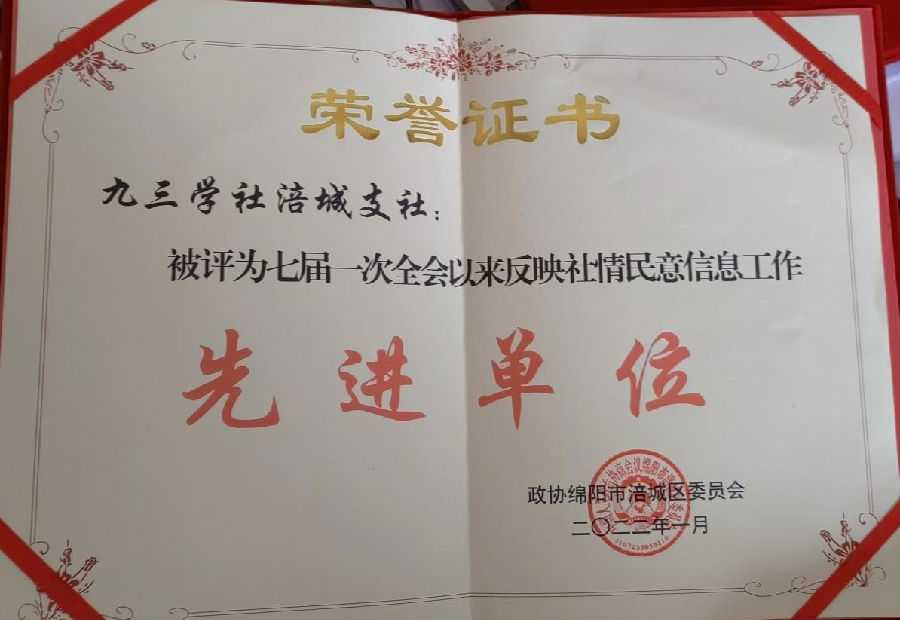 荣誉证书
九三学社涪城支社：
被评为七届一次全会以来反映社情民意信息工作
先进单位
政协绵阳市涪城区委员会
二〇二二年一月